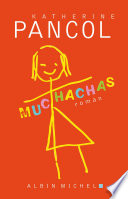 KATHERINE
PANCOL
MUCHACHAS
roman
ALBIN MICHEL